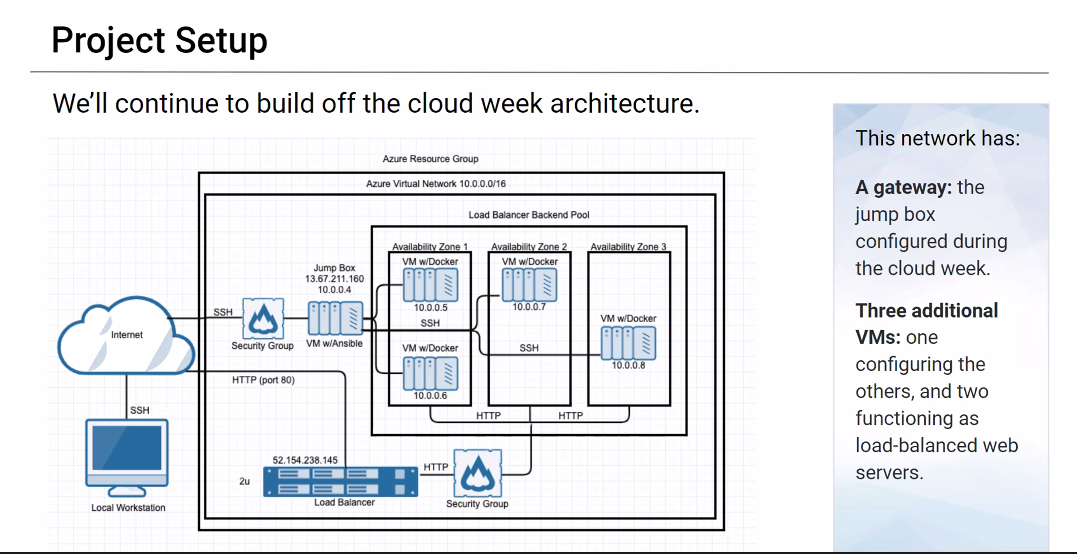 Project Setup
We'll continue to build off the cloud week architecture.
Azure Resource Group
Azure Virtual Network 10.0.0.0/16
Load Balancer Backend Pool
Availability Zone 1
Availability Zone 2
Availability Zone 3
VM w/Docker
10.0.0.5
VM w/Docker
10.0.0.7
Jump Box
13.67.211.160
10.0.0.4
VM w/Ansible
SSH
Security Group
Internet
SSH
VM w/Docker
10.0.0.8
SSH
VM w/Docker
10.0.0.6
HTTP (port 80)
SSH
Local Workstation
HTTP
HTTP
52.154.238.145
2u
Load Balancer
HTTP
Security Group
This network has:
A gateway: the
jump box
configured during
the cloud week.
Three additional
VMs: one
configuring the
others, and two
functioning as
load-balanced web
servers.